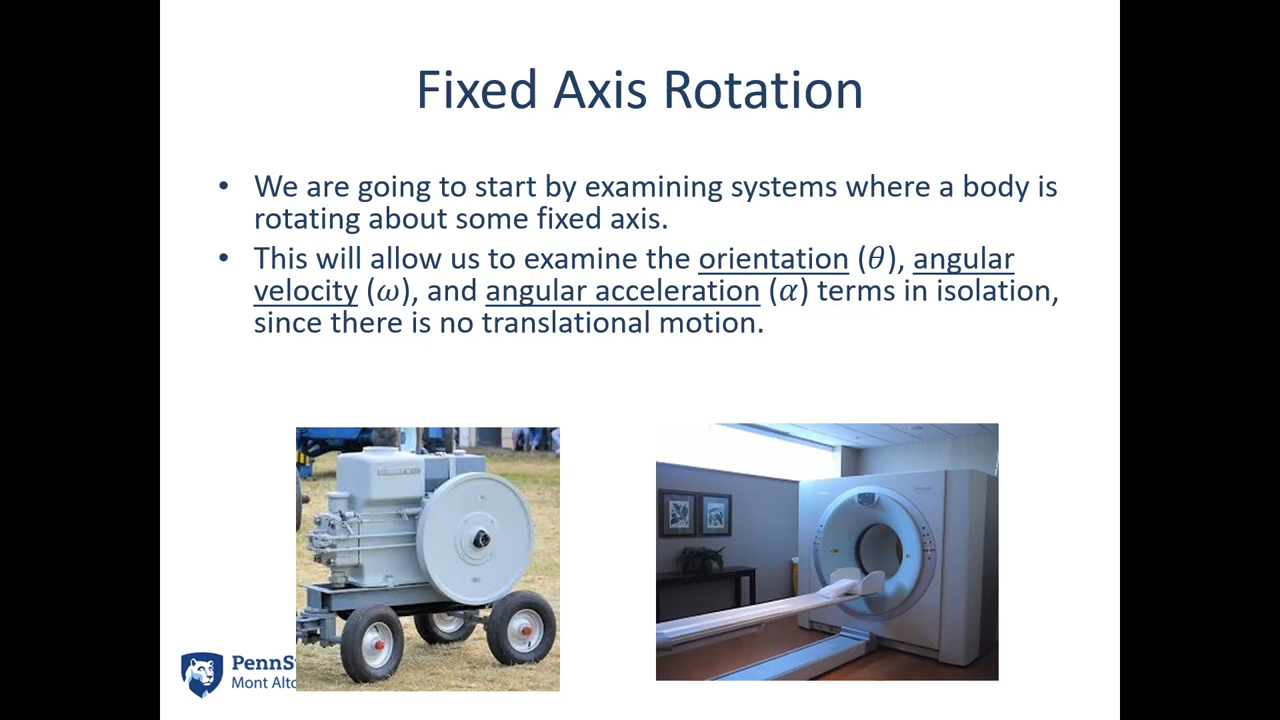 Fixed Axis Rotation
• We are going to start by examining systems where a body is
rotating about some fixed axis.
• This will allow us to examine the orientation (θ), angular
velocity (ω), and angular acceleration (α) terms in isolation,
since there is no translational motion.
PennS
Mont Alto